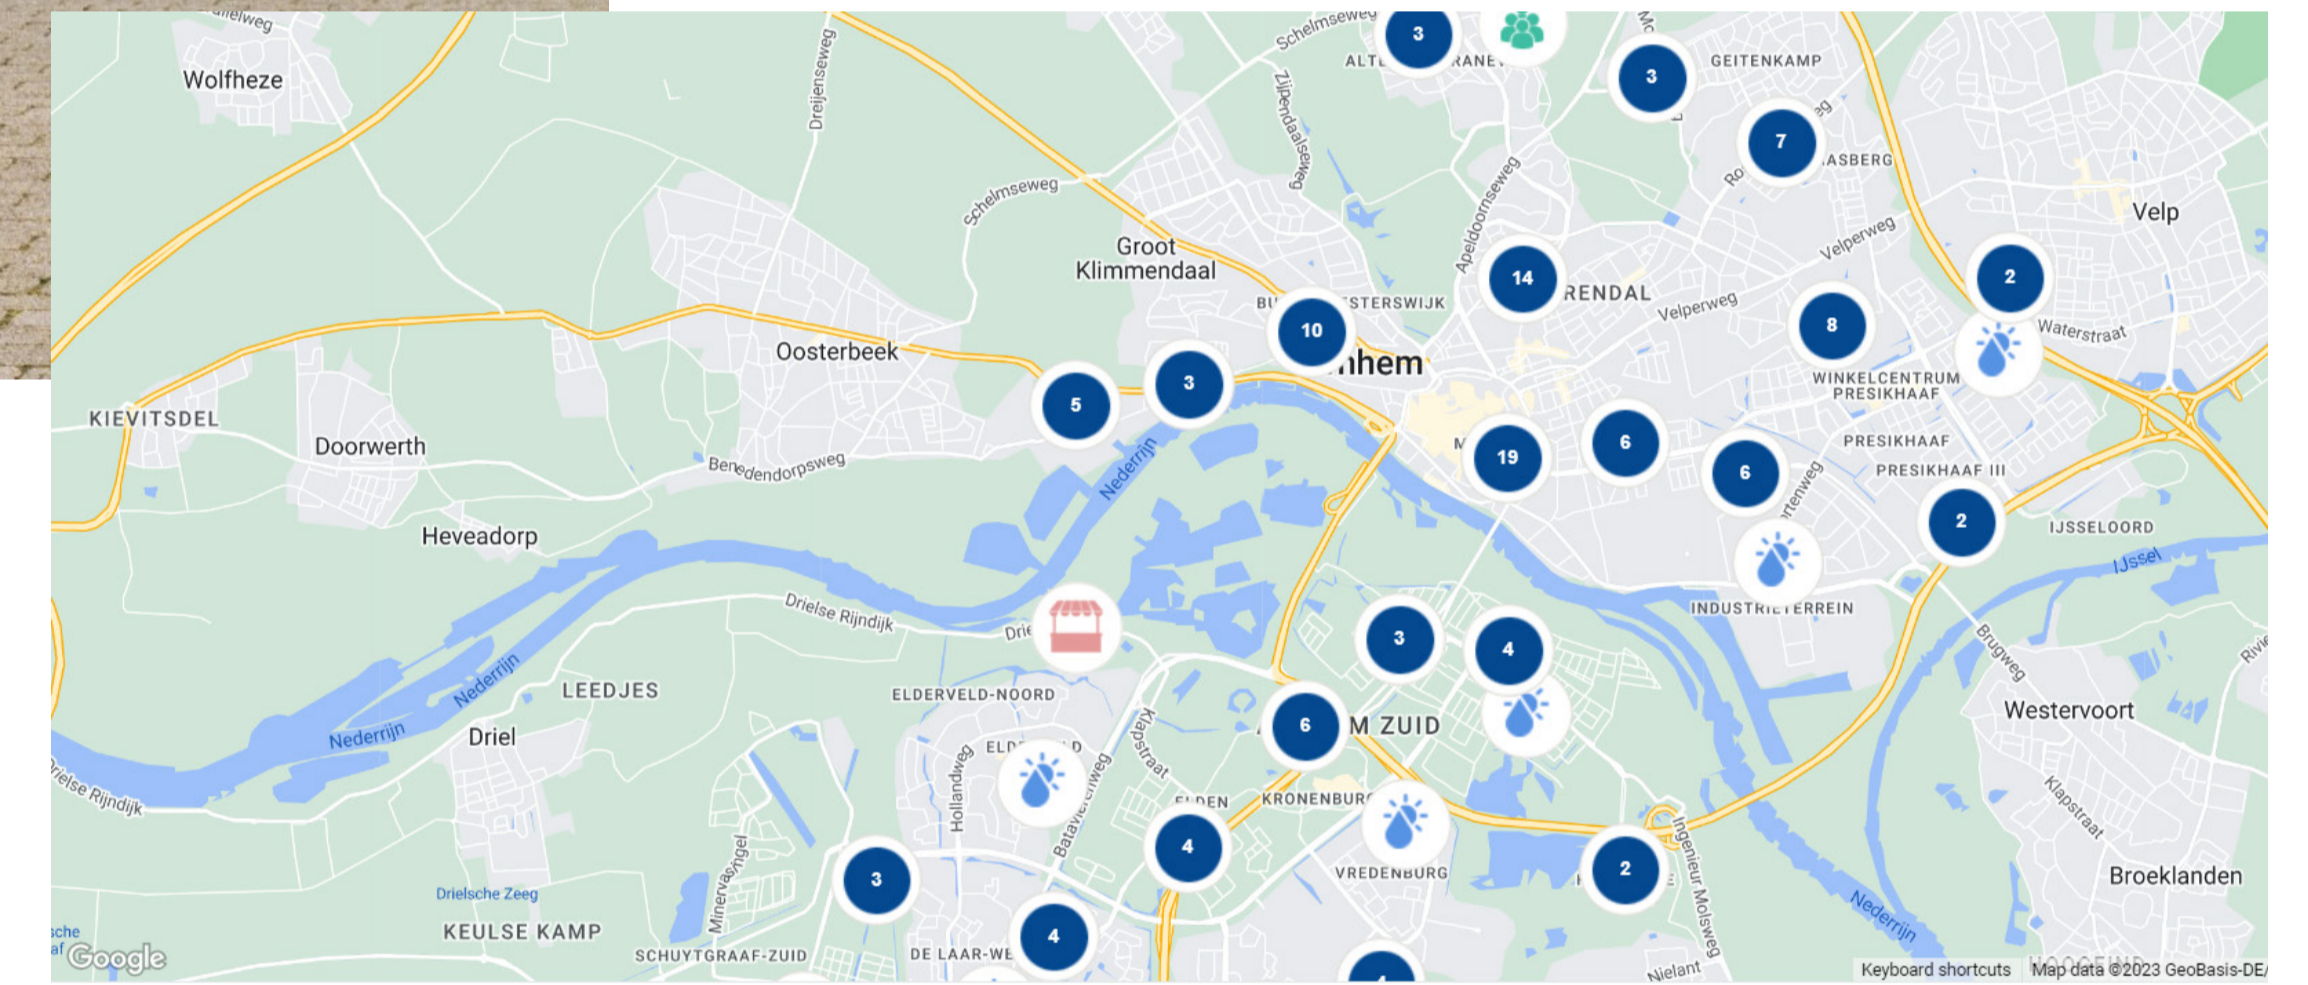 Wolfheze
Dreijenseweg
Schelmseweg
3
3
GEITENKAMP
7
Zijpendaalseweg
Schelmseweg
Apeldoornseweg
Velp
Velperweg
Groot
Klimmendaal
14
2
Velperweg
10
8
Waterstraat
Oosterbeek
3
5
WINKELCENTRUM
PRESIKHAAF
KIEVITSDEL
Doorwerth
Benedendorpsweg
Nederrijn
19
6
6
PRESIKHAAF
PRESIKHAAF III
2
IJSSELOORD
Heveadorp
IJssel
Drielse Rijndijk
INDUSTRIETERREIN
3
4
Brugweg
LEEDJES
Nederrijn
ELDERVELD-NOORD
Nederrijn
Driel
Klapstraat
6
M ZUID
Westervoort
Drielse Rijndijk
Hollandweg
Batavierenweg
ELDEN
KRONENBURG
Klapstraat
4
Minervasingel
3
VREDENBURG
2
Ingenieur Molsweg
Broeklanden
Drielsche Zeeg
KEULSE KAMP
SCHUYTGRAAF-ZUID
4
Nederrijn
Google
Nielant
Keyboard shortcuts
Map data ©2023 GeoBasis-DE/